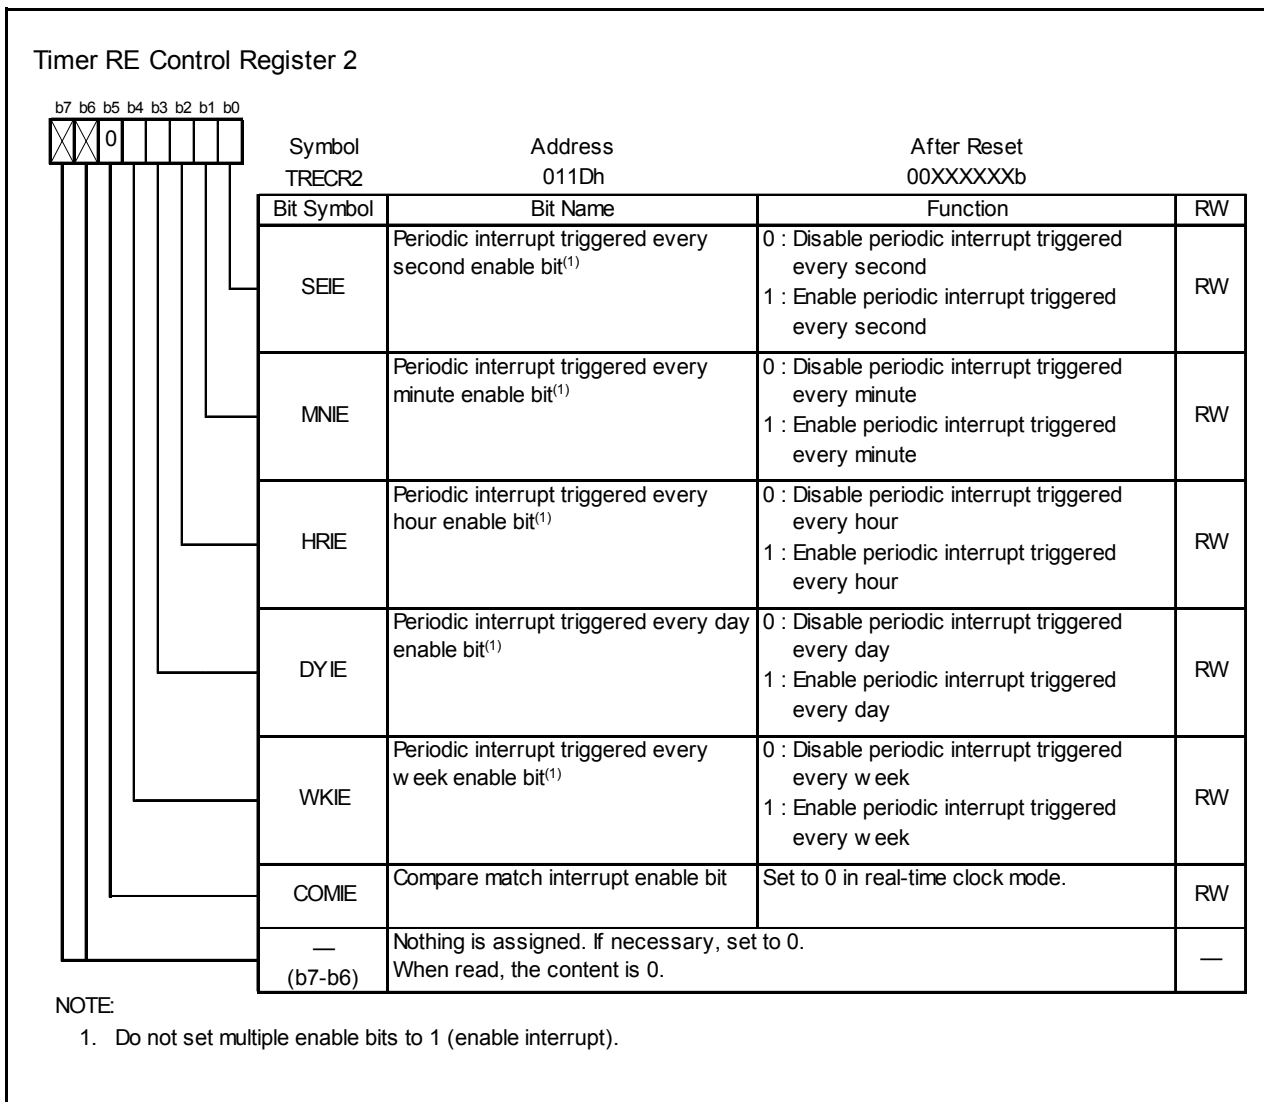 Timer RE Control Register 2
b7 b6 b5 b4 b3 b2 b1 b0
0
Symbol Address After Reset
TRECR2 011Dh 00XXXXXXb
Bit Symbol Bit Name Function RW
SEIE
Periodic interrupt triggered every
second enable bit(1)
0 : Disable periodic interrupt triggered
every second
1 : Enable periodic interrupt triggered
every second
RW
MNIE
Periodic interrupt triggered every
minute enable bit(1)
0 : Disable periodic interrupt triggered
every minute
1 : Enable periodic interrupt triggered
every minute
RW
HRIE
Periodic interrupt triggered every
hour enable bit(1)
0 : Disable periodic interrupt triggered
every hour
1 : Enable periodic interrupt triggered
every hour
RW
DYIE
Periodic interrupt triggered every day
enable bit(1)
0 : Disable periodic interrupt triggered
every day
1 : Enable periodic interrupt triggered
every day
RW
WKIE
Periodic interrupt triggered every
week enable bit(1)
0 : Disable periodic interrupt triggered
every week
1 : Enable periodic interrupt triggered
every week
RW
COMIE
Compare match interrupt enable bit
Set to 0 in real-time clock mode.
RW
—
(b7-b6)
Nothing is assigned. If necessary, set to 0.
When read, the content is 0.
—
NOTE:
1. Do not set multiple enable bits to 1 (enable interrupt).